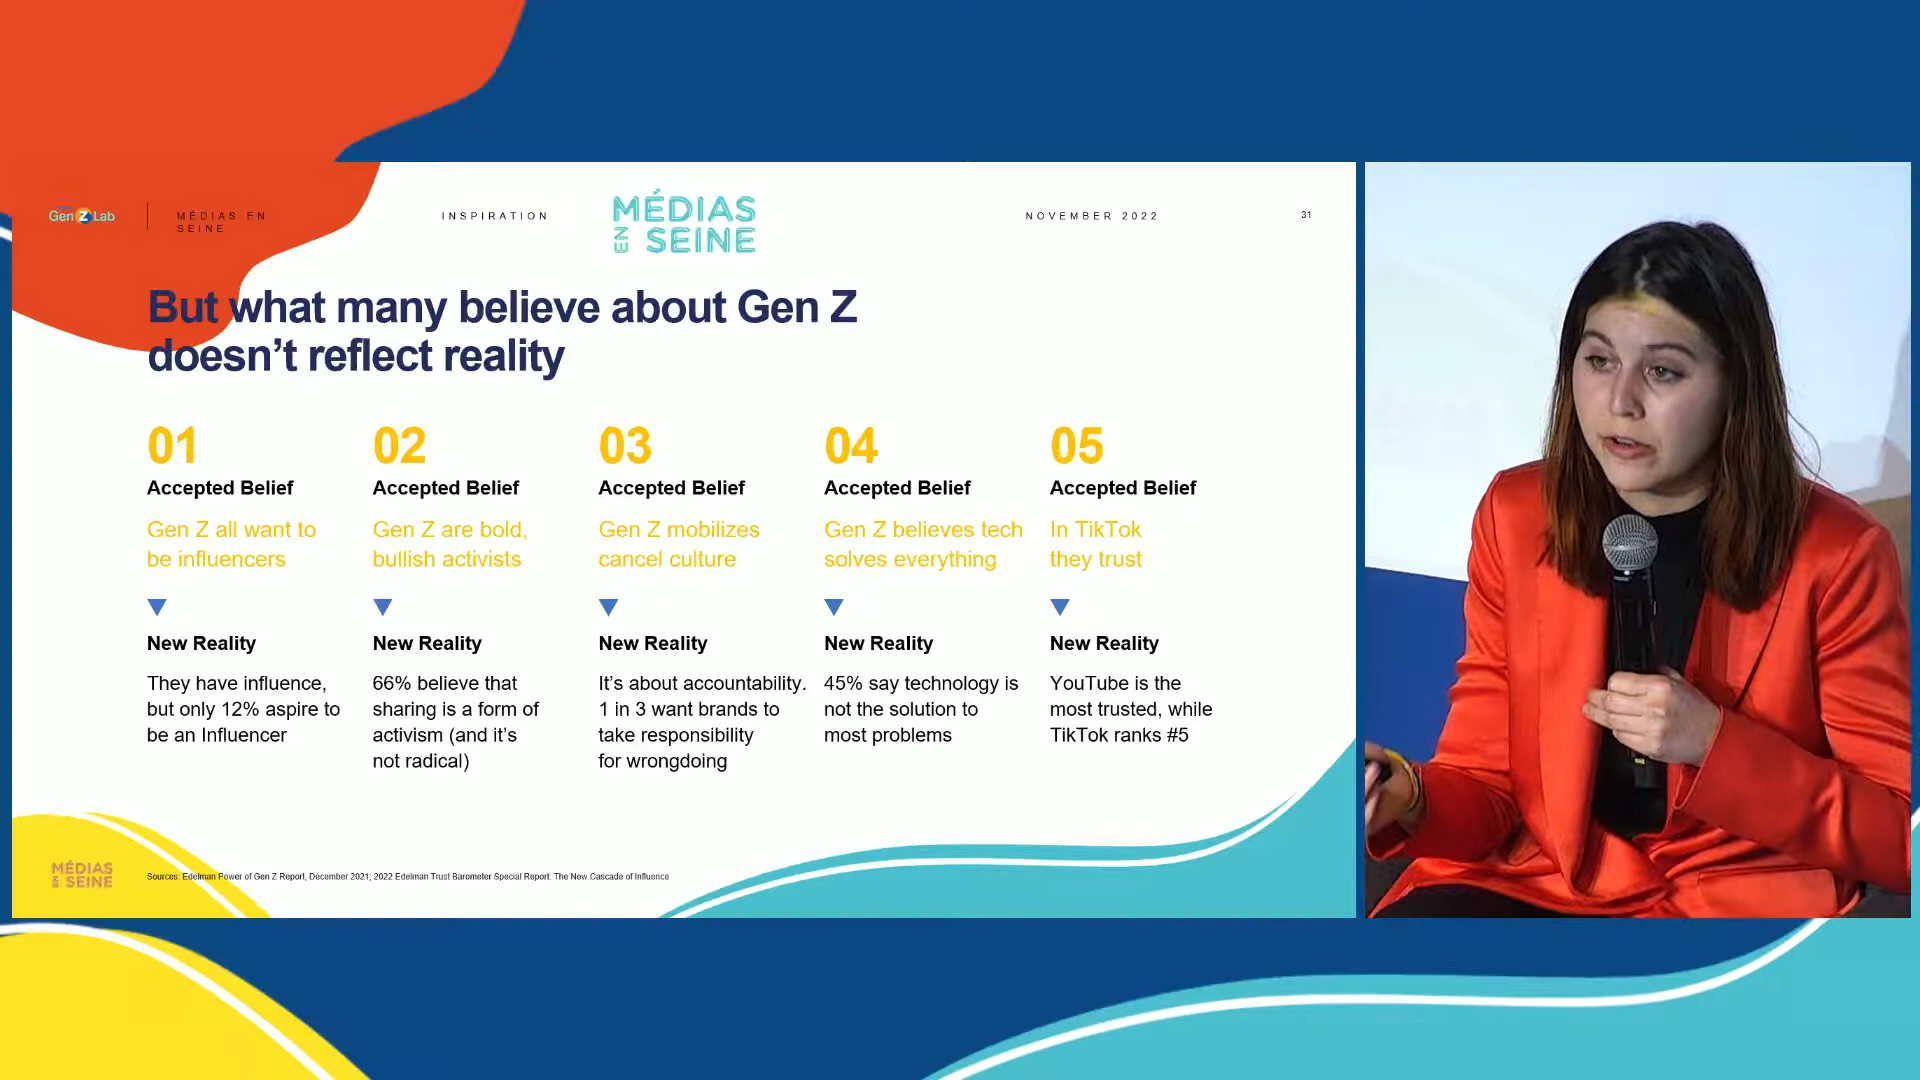 Gen Z Lab
MÉDIAS EN
SEINE
INSPIRATION
MÉDIAS
EN SEINE
NOVEMBER 2022
31
But what many believe about Gen Z
doesn’t reflect reality
01
Accepted Belief
Gen Z all want to
be influencers
New Reality
They have influence,
but only 12% aspire to
be an Influencer
02
Accepted Belief
Gen Z are bold,
bullish activists
New Reality
66% believe that
sharing is a form of
activism (and it’s
not radical)
03
Accepted Belief
Gen Z mobilizes
cancel culture
New Reality
It’s about accountability.
1 in 3 want brands to
take responsibility
for wrongdoing
04
Accepted Belief
Gen Z believes tech
solves everything
New Reality
45% say technology is
not the solution to
most problems
05
Accepted Belief
In TikTok
they trust
New Reality
YouTube is the
most trusted, while
TikTok ranks #5
MÉDIAS
EN SEINE
Sources: Edelman Power of Gen Z Report, December 2021; 2022 Edelman Trust Barometer Special Report: The New Cascade of Influence